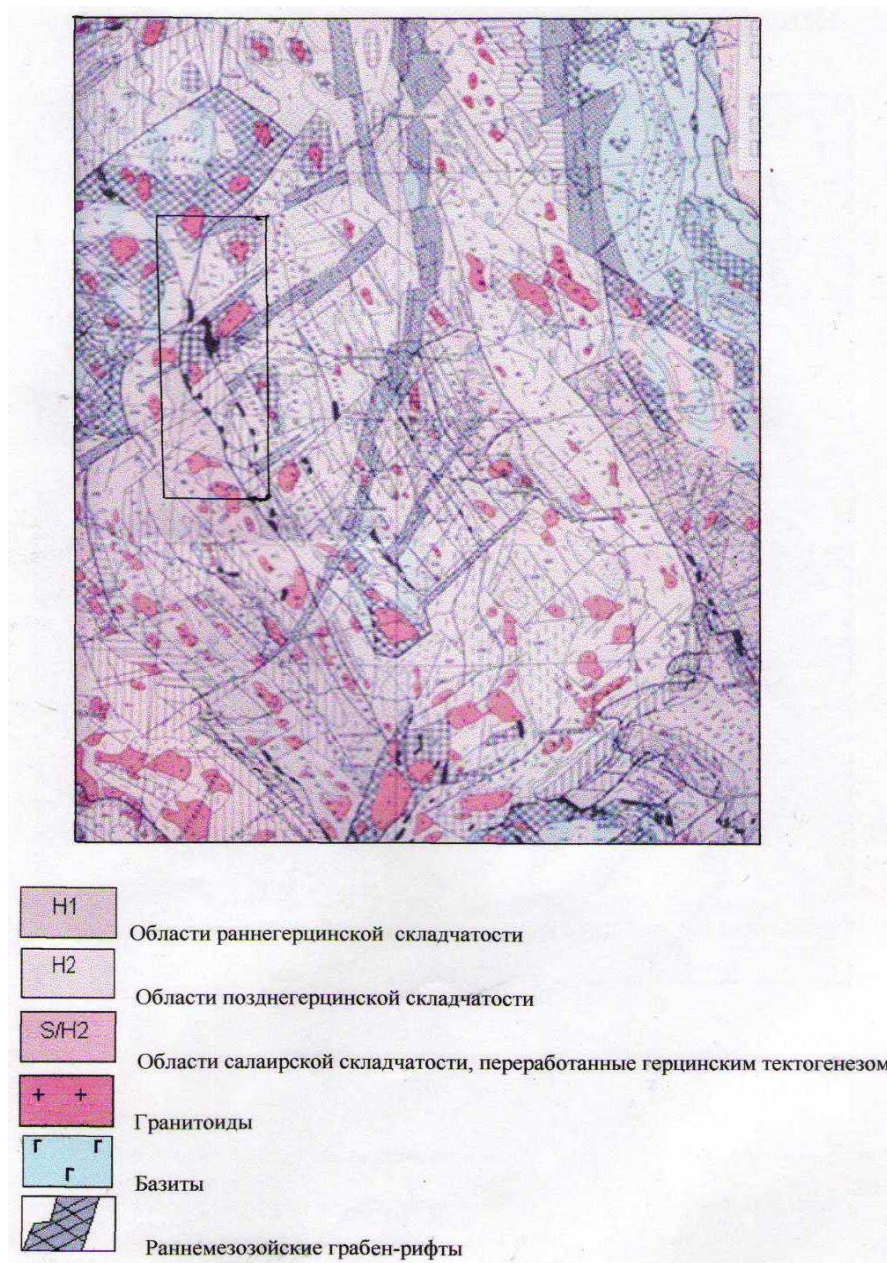 H1
Области раннегерцинской складчатости
H2
Области позднегерцинской складчатости
S/H2
Области салаирской складчатости, переработанные герцинским тектогенезом
+ +
Гранитоиды
Г Г
Г
Базиты
Раннемезозойские грабен-рифты